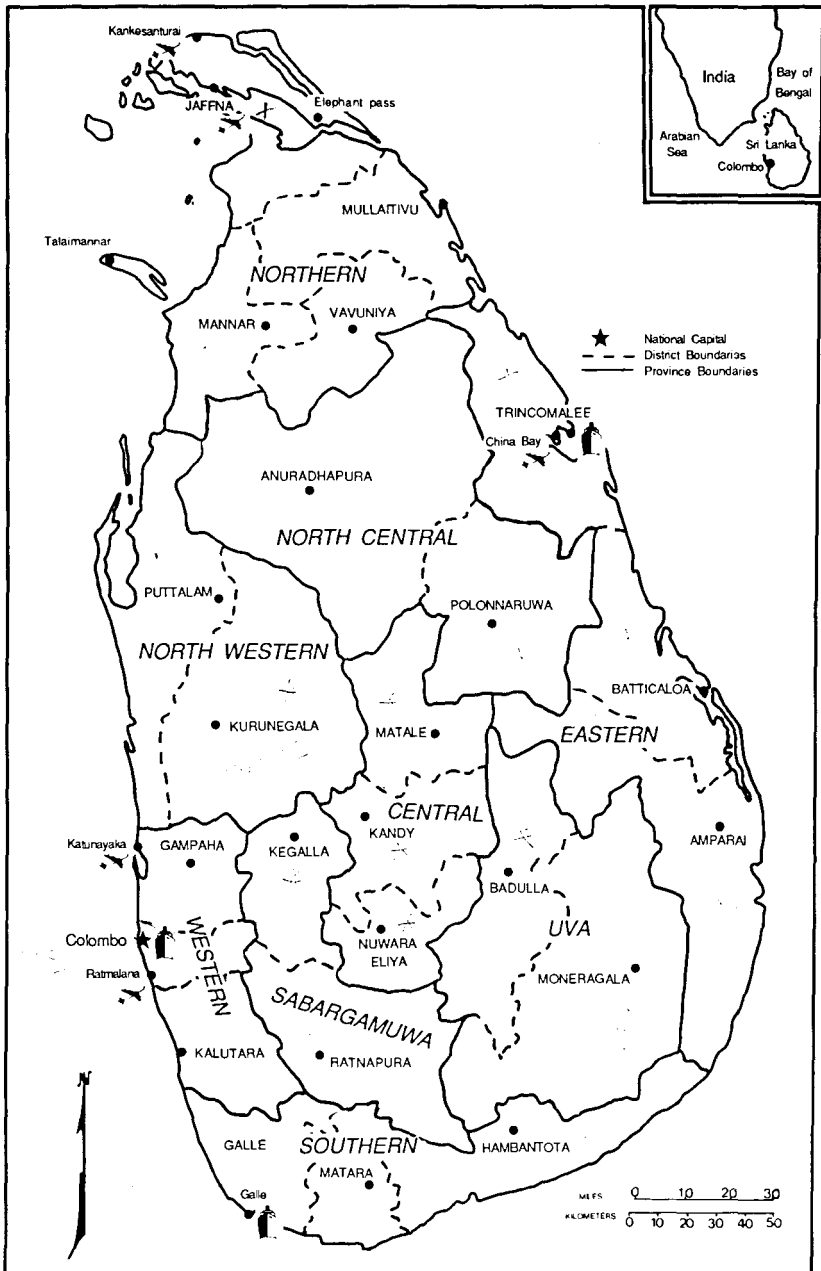 Kankesanturai
JAFFNA
Elephant pass
India
Bay of
Bengal
Arabian
Sea
Sri Lanka
Colombo
MULLAITIVU
Talaimannar
NORTHERN
MANNAR
VAVUNIYA
National Capital
District Boundaries
Province Boundaries
TRINCOMALEE
China Bay
ANURADHAPURA
NORTH CENTRAL
PUTTALAM
POLONNARUWA
NORTH WESTERN
BATTICALOA
KURUNEGALA
MATALE
EASTERN
CENTRAL
KANDY
AMPARAI
Katunayaka
GAMPAHA
KEGALLA
BADULLA
Colombo
WESTERN
NUWARA
ELIYA
UVA
Ratmalana
MONERAGALA
SABARGAMUWA
KALUTARA
RATNAPURA
N
GALLE
SOUTHERN
HAMBANTOTA
MATARA
Galle
MILES 0 10 20 30
KILOMETERS 0 10 20 30 40 50